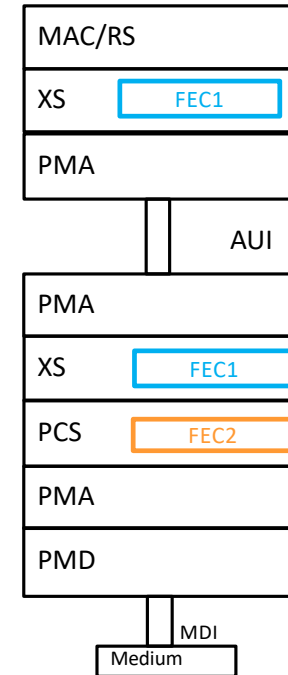 MAC/RS
XS FEC1
PMA
AUI
PMA
XS FEC1
PCS FEC2
PMA
PMD
MDI
Medium